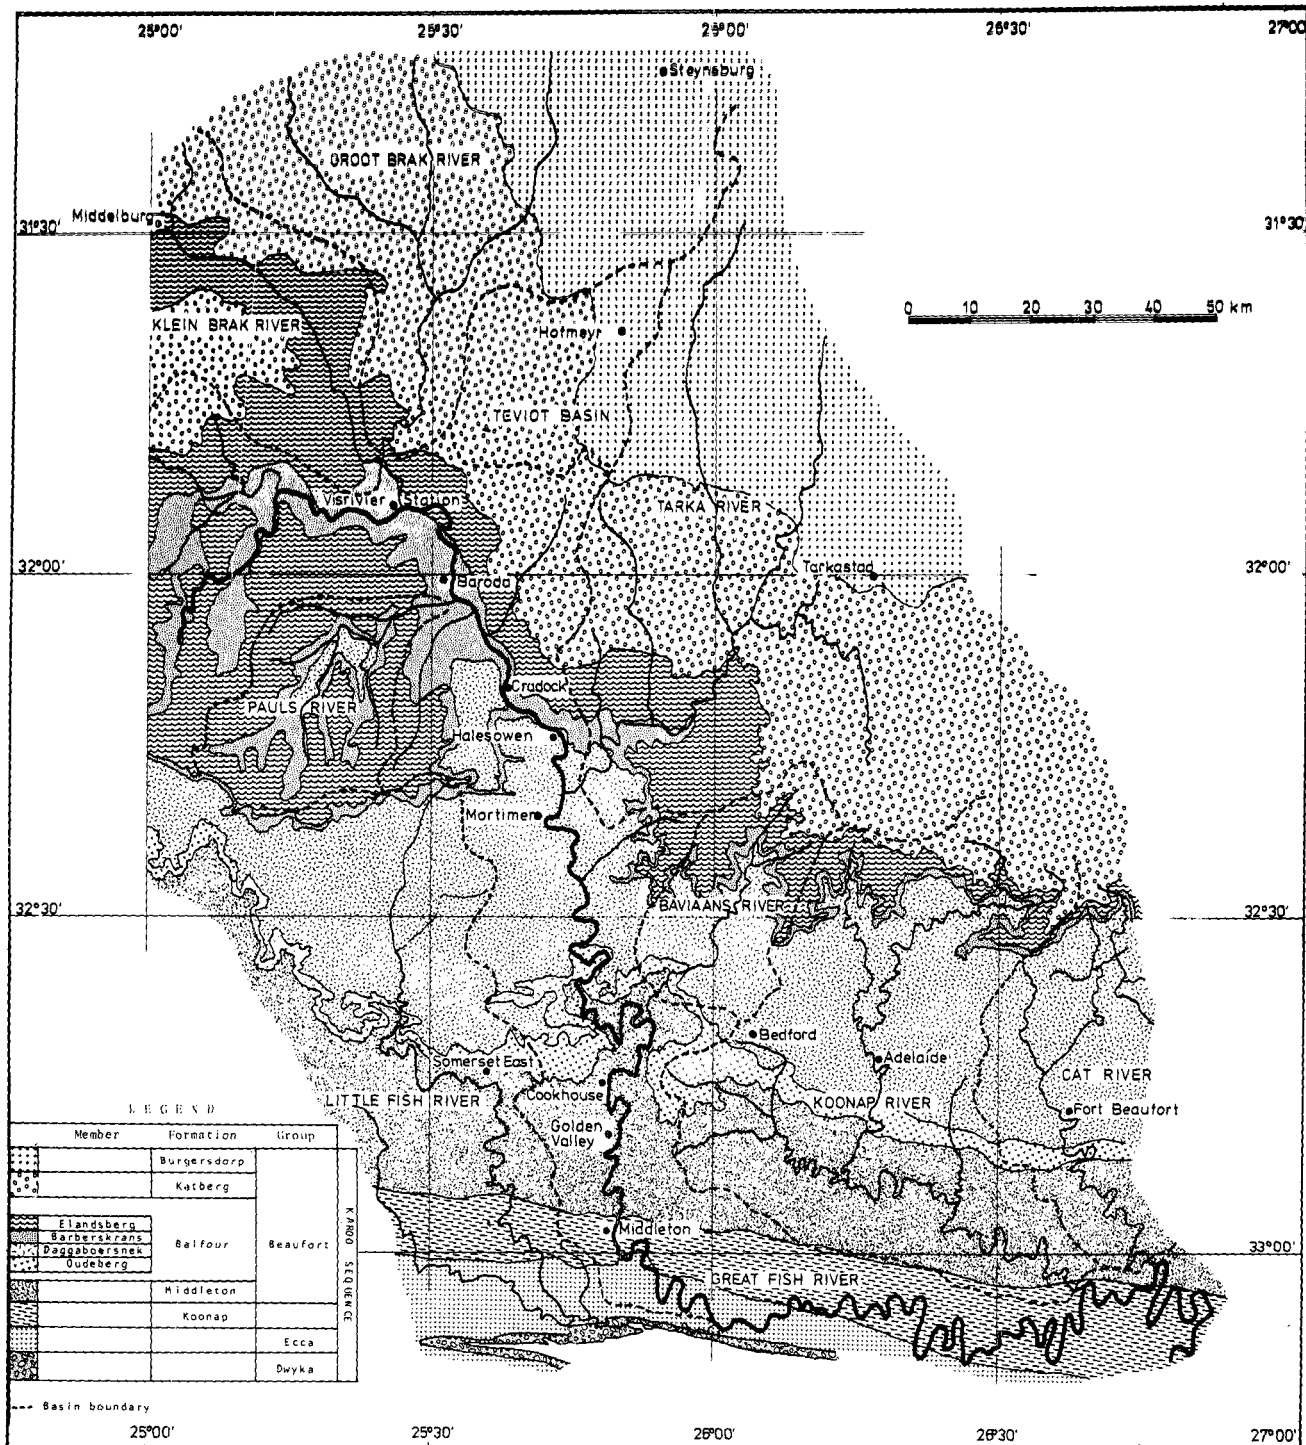 25°00' 25°30' 26°00' 26°30' 27°00'
Steynsburg
GROOT BRAK RIVER
Middelburg
31°30' 31°30'
0 10 20 30 40 50 km
KLEIN BRAK RIVER
Hofmeyr
TEVIOT BASIN
Visrivier Station
TARKA RIVER
32°00' Baroda Tarkastad 32°00'
Cradock
PAULS RIVER
Halesowen
Mortimer
BAVIAANS RIVER
32°30' 32°30'
Bedford
Somerset East
Adelaide
CAT RIVER
LITTLE FISH RIVER
Cookhouse
KOONAP RIVER
Fort Beaufort
Golden
Valley
LEGEND
Member Formation Group
Burgersdorp
Katberg
Elandsberg
Barberskrans
Balfour Beaufort
Daggaboersnek
Oudeberg
Middleton
Koonap
Ecca
Dwyka
KAROO SEQUENCE
Middleton
33°00'
GREAT FISH RIVER
Basin boundary
25°00' 25°30' 26°00' 26°30' 27°00'